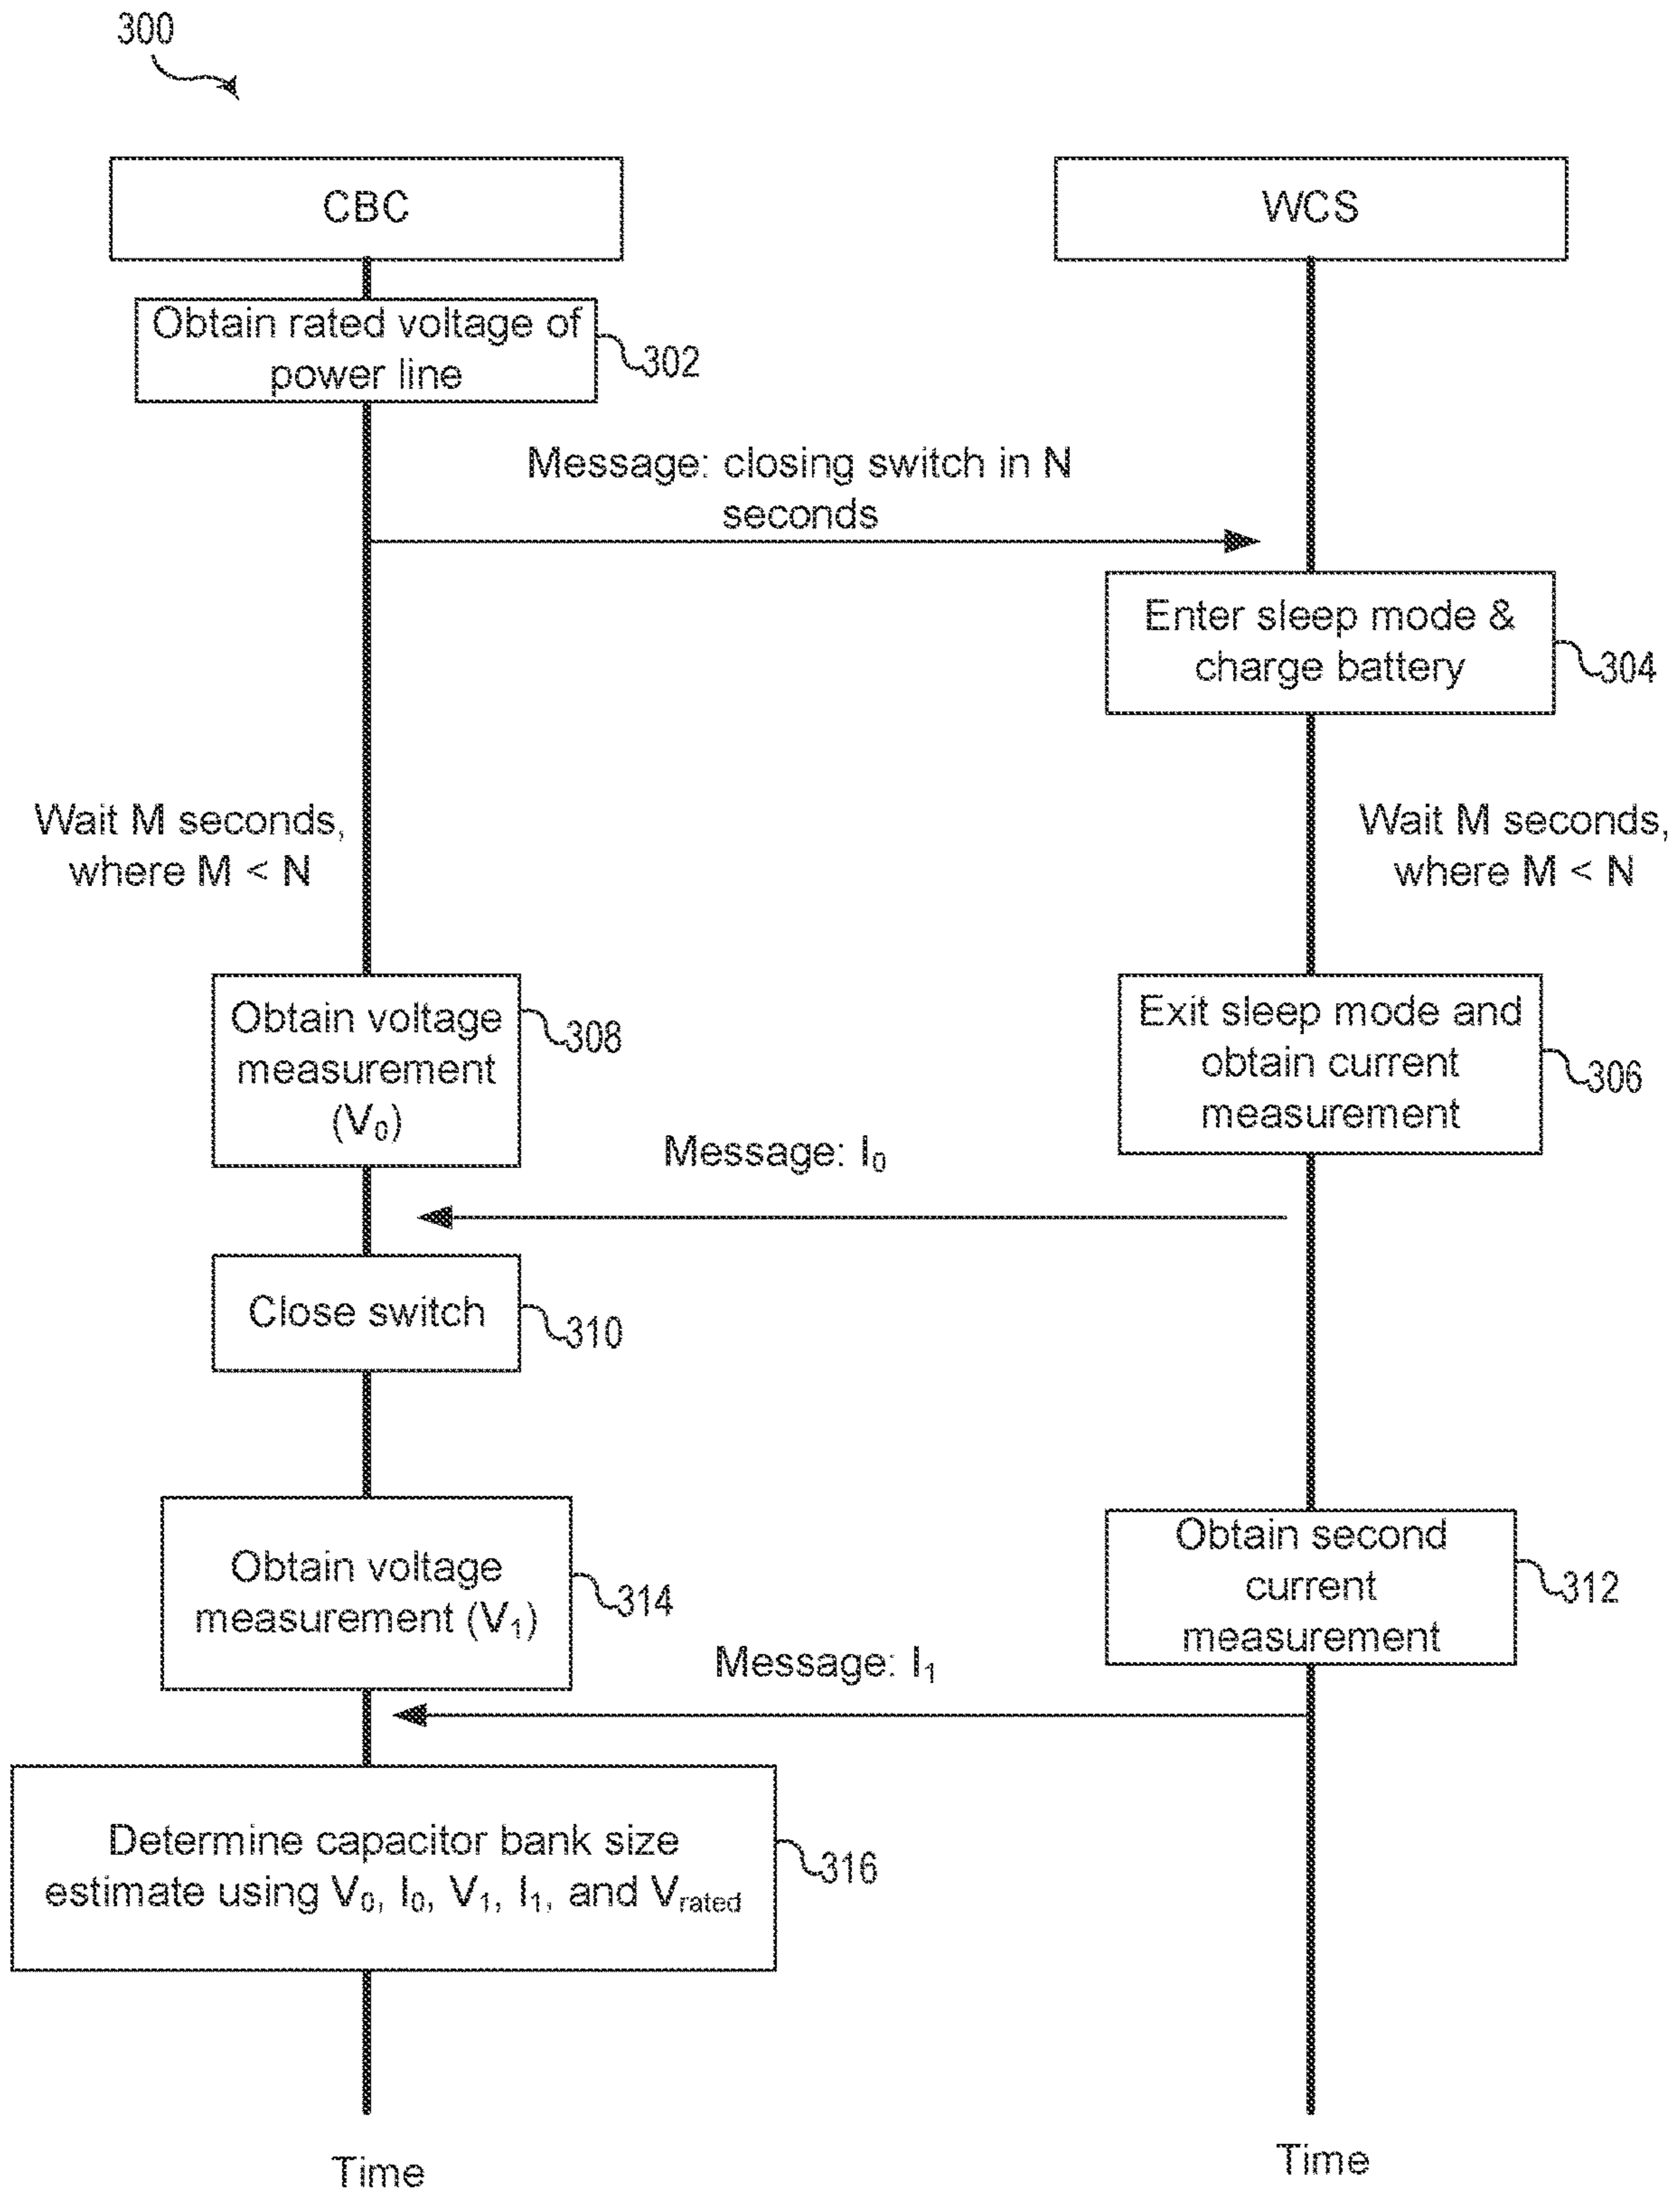 300
CBC
WCS
Obtain rated voltage of
power line
302
Message: closing switch in N
seconds
Enter sleep mode &
charge battery
304
Wait M seconds,
where M < N
Wait M seconds,
where M < N
Obtain voltage
measurement
(V₀)
308
Exit sleep mode and
obtain current
measurement
306
Message: I₀
Close switch
310
Obtain voltage
measurement (V₁)
314
Obtain second
current
measurement
312
Message: I₁
Determine capacitor bank size
estimate using V₀, I₀, V₁, I₁, and Vrated
316
Time
Time